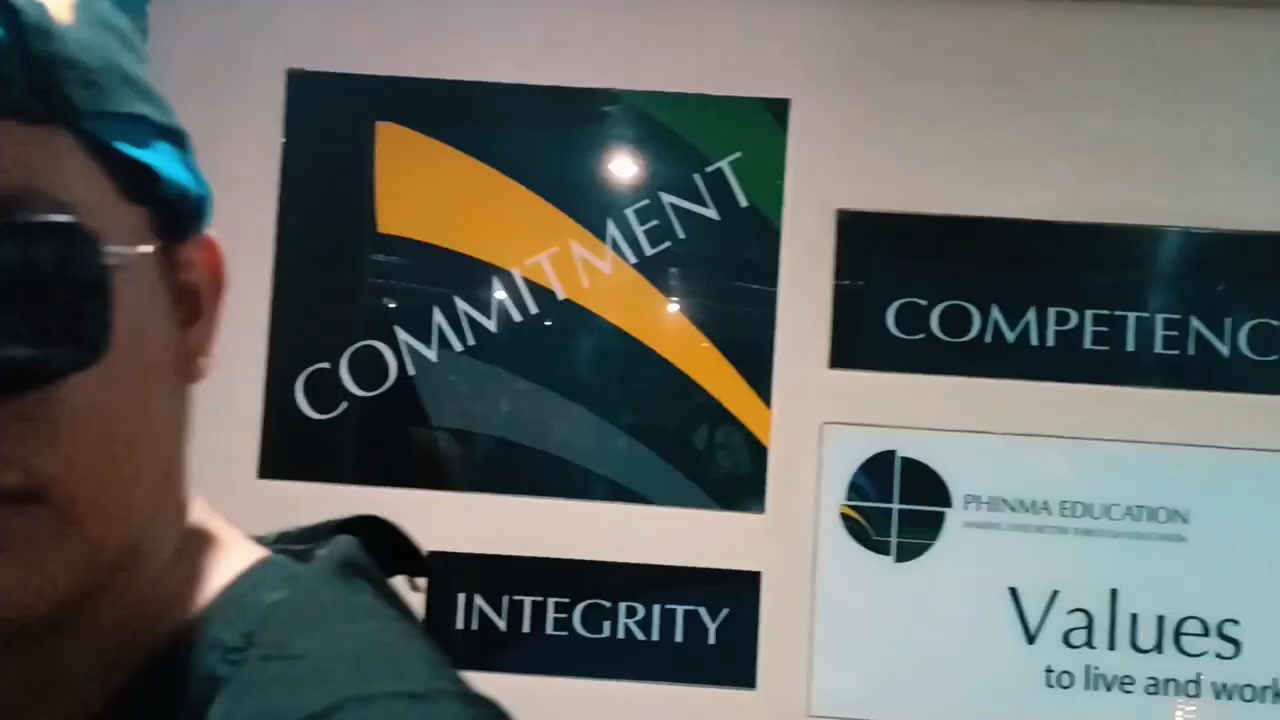 COMMITMENT
COMPETENC
INTEGRITY
PHINMA EDUCATION
Values
to live and work